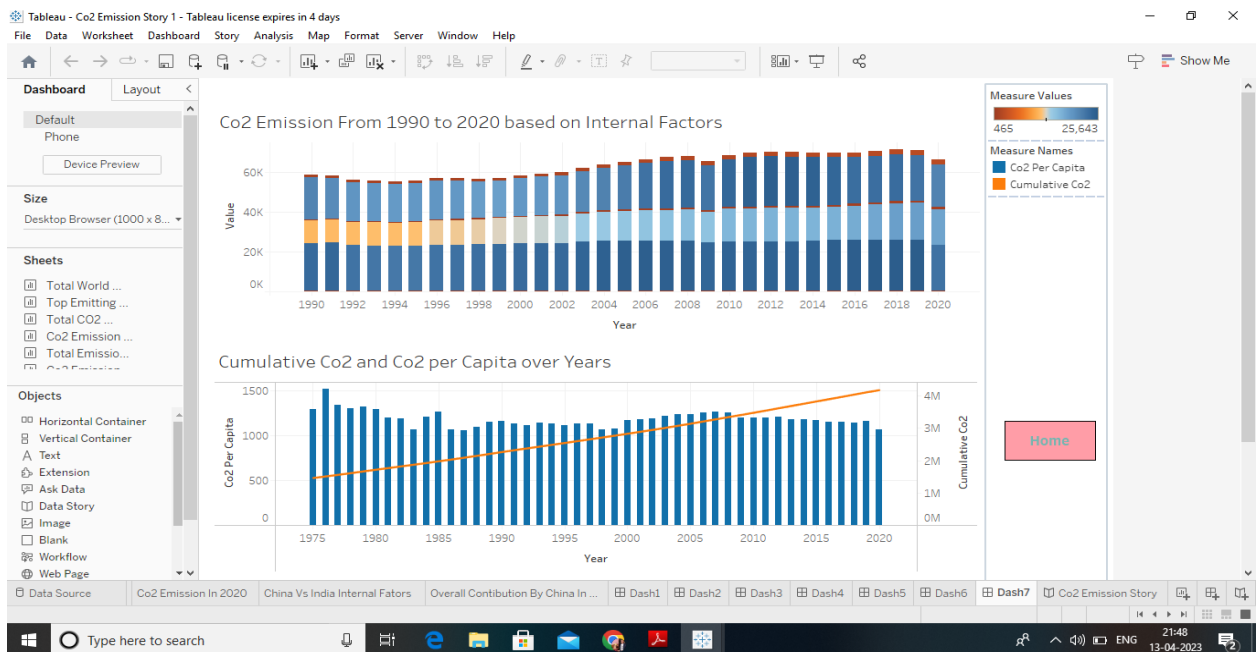 Tableau - Co2 Emission Story 1 - Tableau license expires in 4 days
File Data Worksheet Dashboard Story Analysis Map Format Server Window Help
Show Me
Dashboard Layout
Default
Phone
Device Preview
Size
Desktop Browser (1000 x 8...
Sheets
Total World ...
Top Emitting ...
Total CO2 ...
Co2 Emission ...
Total Emissio...
Objects
Horizontal Container
Vertical Container
Text
Extension
Ask Data
Data Story
Image
Blank
Workflow
Web Page
Co2 Emission From 1990 to 2020 based on Internal Factors
Value
60K
40K
20K
0K
1990 1992 1994 1996 1998 2000 2002 2004 2006 2008 2010 2012 2014 2016 2018 2020
Year
Cumulative Co2 and Co2 per Capita over Years
Co2 Per Capita
1500
1000
500
0
Cumulative Co2
4M
3M
2M
1M
0M
1975 1980 1985 1990 1995 2000 2005 2010 2015 2020
Year
Measure Values
465 25,643
Measure Names
Co2 Per Capita
Cumulative Co2
Home
Data Source Co2 Emission In 2020 China Vs India Internal Fators Overall Contibution By China In ... Dash1 Dash2 Dash3 Dash4 Dash5 Dash6 Dash7 Co2 Emission Story
Type here to search
ENG
21:48
13-04-2023
2